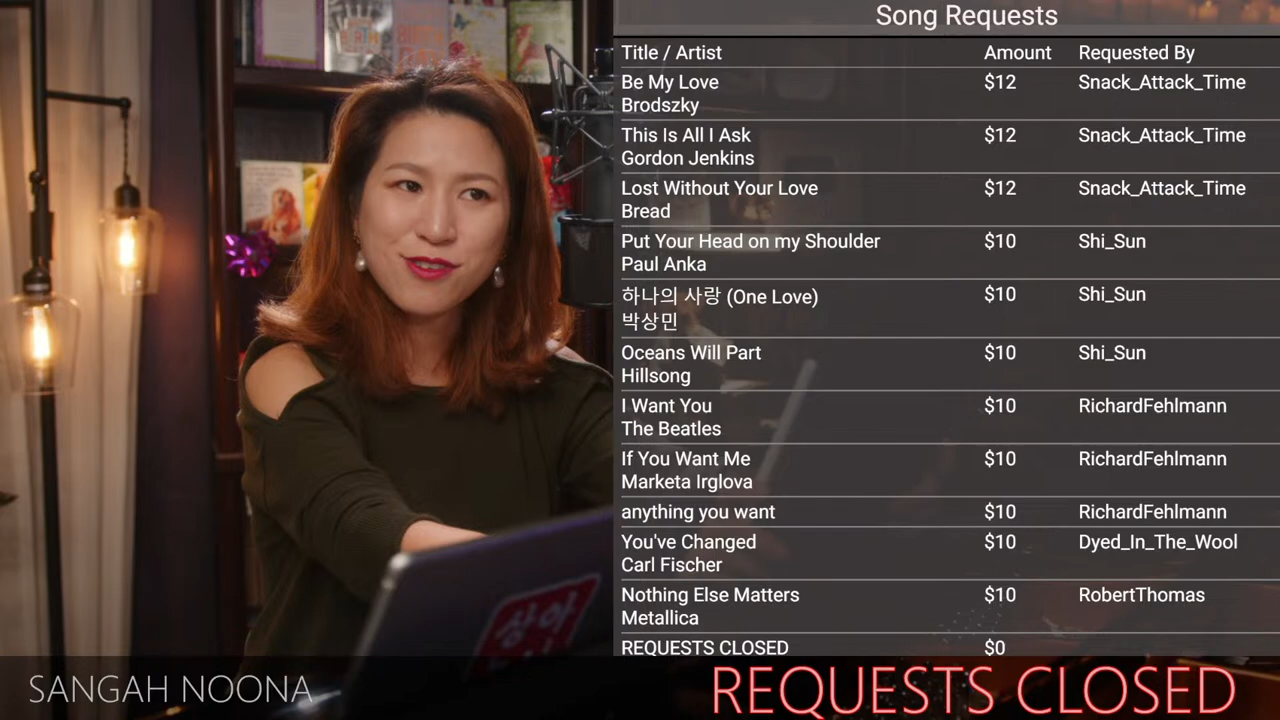 Song Requests
Title / Artist Amount Requested By
Be My Love $12 Snack_Attack_Time
Brodszky
This Is All I Ask $12 Snack_Attack_Time
Gordon Jenkins
Lost Without Your Love $12 Snack_Attack_Time
Bread
Put Your Head on my Shoulder $10 Shi_Sun
Paul Anka
하나의 사랑 (One Love) $10 Shi_Sun
박상민
Oceans Will Part $10 Shi_Sun
Hillsong
I Want You $10 RichardFehlmann
The Beatles
If You Want Me $10 RichardFehlmann
Marketa Irglova
anything you want $10 RichardFehlmann
You've Changed $10 Dyed_In_The_Wool
Carl Fischer
Nothing Else Matters $10 RobertThomas
Metallica
REQUESTS CLOSED $0
상아
SANGAH NOONA
REQUESTS CLOSED